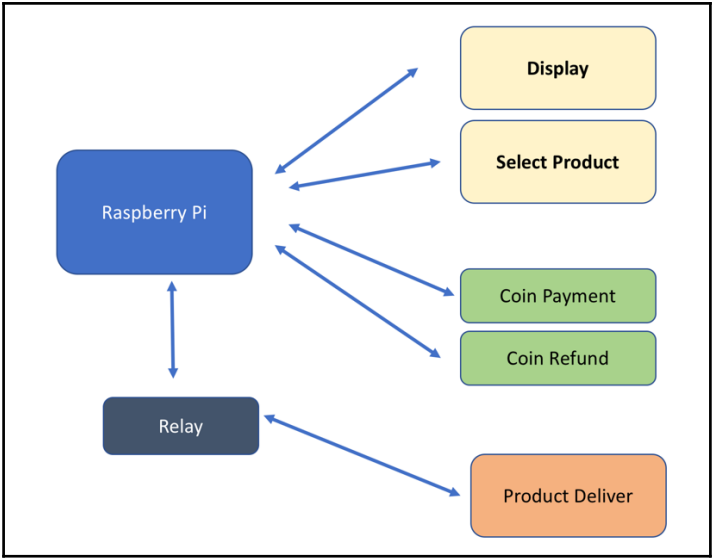 Display
Select Product
Raspberry Pi
Coin Payment
Coin Refund
Relay
Product Deliver